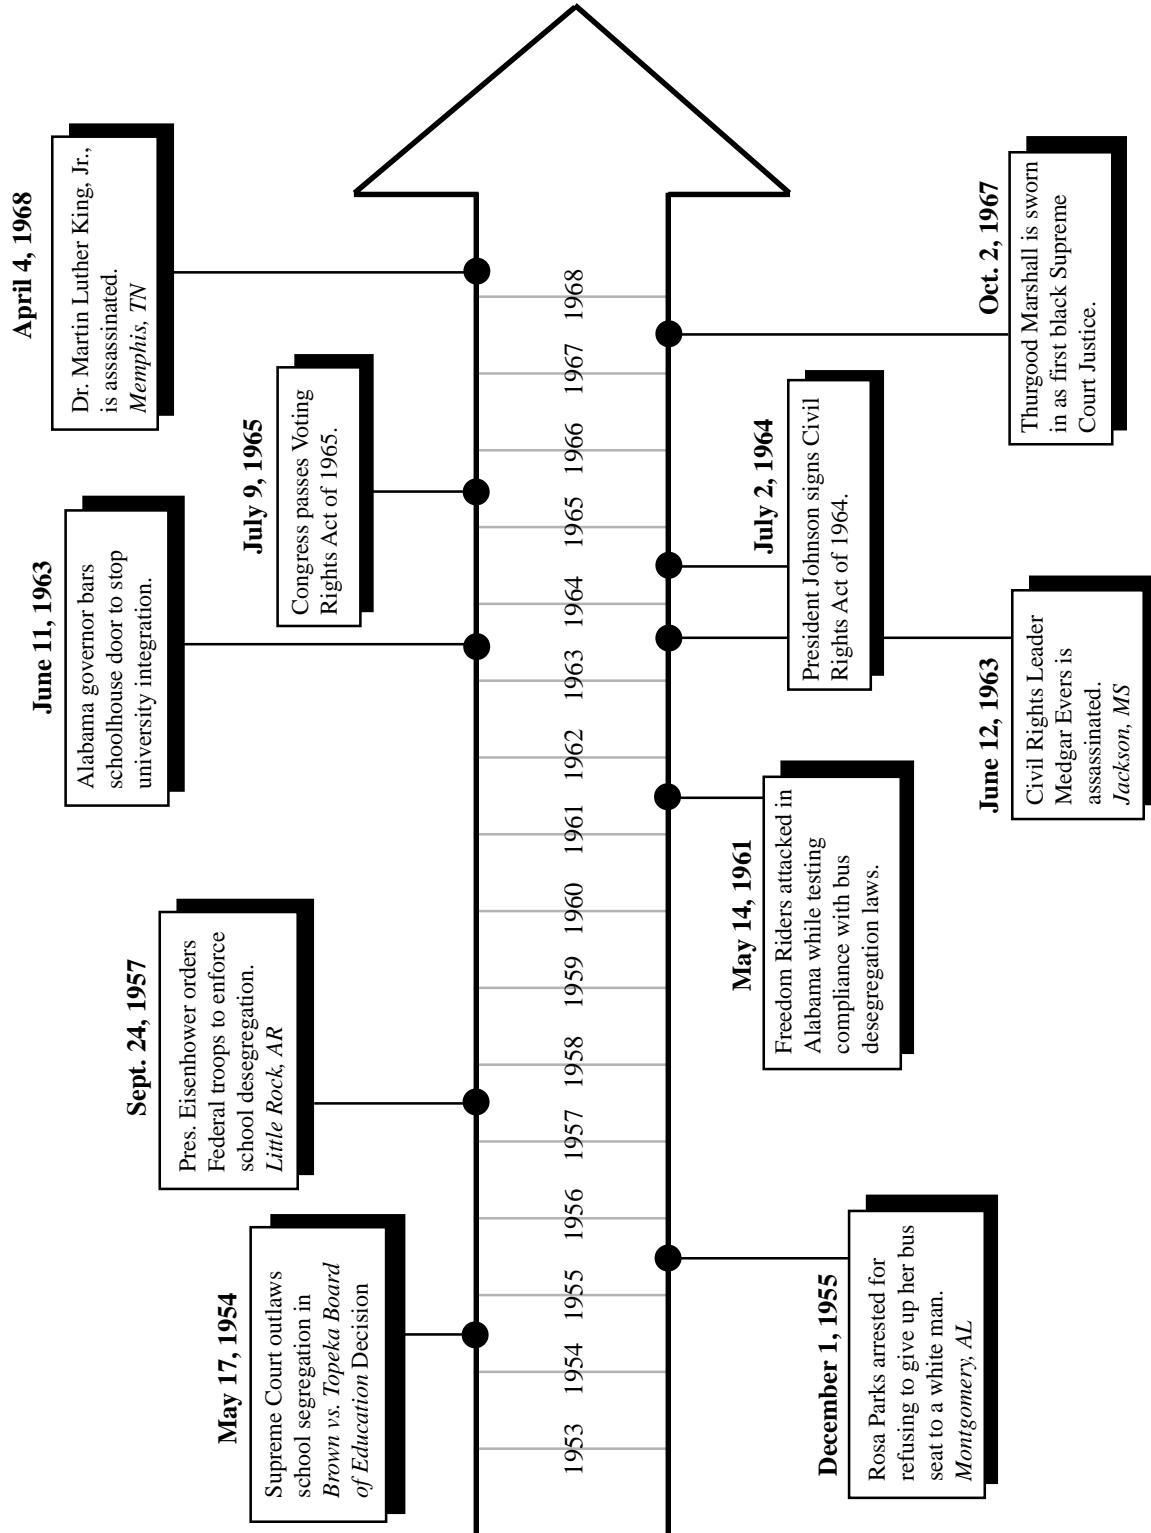 May 17, 1954
Supreme Court outlaws
school segregation in
Brown vs. Topeka Board
of Education Decision
Sept. 24, 1957
Pres. Eisenhower orders
Federal troops to enforce
school desegregation.
Little Rock, AR
June 11, 1963
Alabama governor bars
schoolhouse door to stop
university integration.
July 9, 1965
Congress passes Voting
Rights Act of 1965.
April 4, 1968
Dr. Martin Luther King, Jr.,
is assassinated.
Memphis, TN
1953 1954 1955 1956 1957 1958 1959 1960 1961 1962 1963 1964 1965 1966 1967 1968
December 1, 1955
Rosa Parks arrested for
refusing to give up her bus
seat to a white man.
Montgomery, AL
May 14, 1961
Freedom Riders attacked in
Alabama while testing
compliance with bus
desegregation laws.
June 12, 1963
Civil Rights Leader
Medgar Evers is
assassinated.
Jackson, MS
July 2, 1964
President Johnson signs Civil
Rights Act of 1964.
Oct. 2, 1967
Thurgood Marshall is sworn
in as first black Supreme
Court Justice.